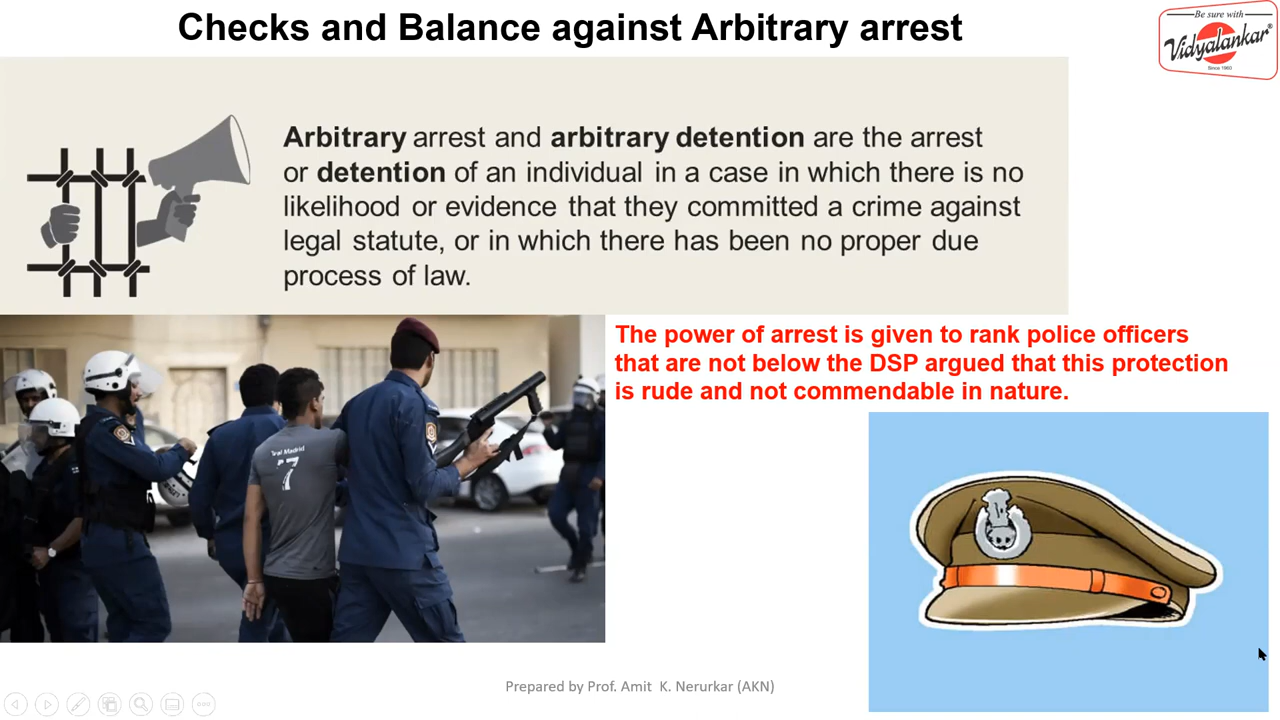 Checks and Balance against Arbitrary arrest
Be sure with
Vidyalankar®
Since 1960
Arbitrary arrest and arbitrary detention are the arrest
or detention of an individual in a case in which there is no
likelihood or evidence that they committed a crime against
legal statute, or in which there has been no proper due
process of law.
The power of arrest is given to rank police officers
that are not below the DSP argued that this protection
is rude and not commendable in nature.
7
Prepared by Prof. Amit K. Nerurkar (AKN)